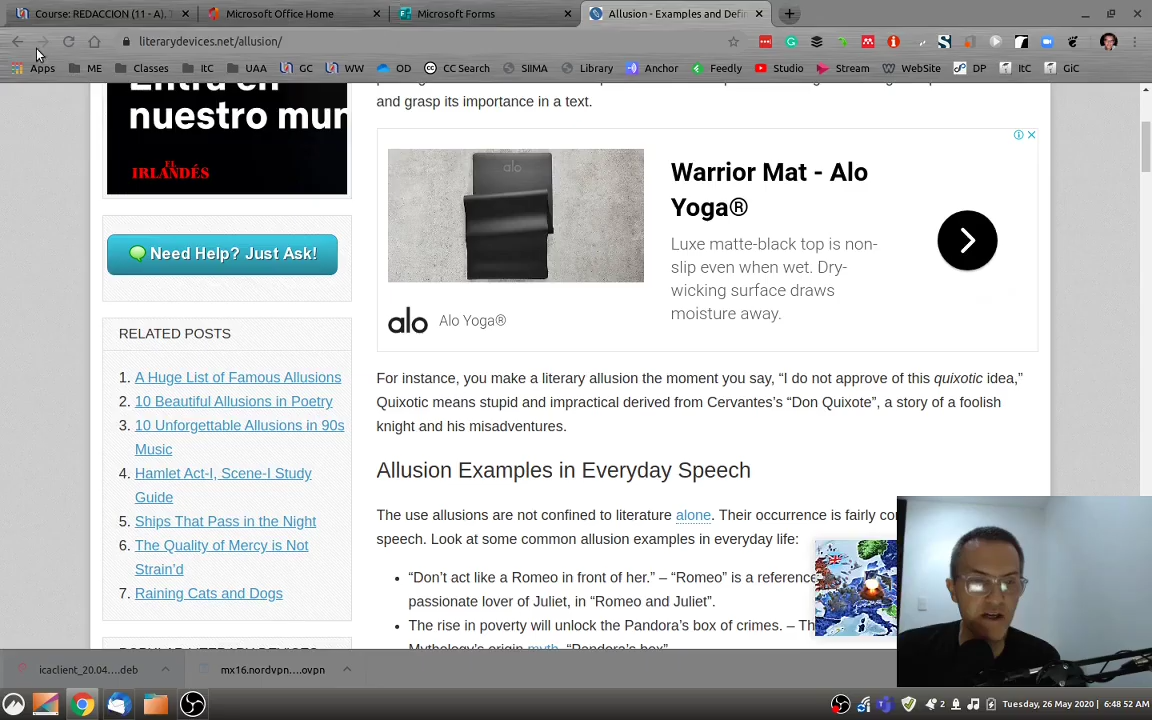 Course: REDACCION (11 - A). T
Microsoft Office Home
Microsoft Forms
Allusion - Examples and Defin
literarydevices.net/allusion/
Apps
ME
Classes
ItC
UAA
GC
WW
OD
CC Search
SIIMA
Library
Anchor
Feedly
Studio
Stream
WebSite
DP
ItC
GiC
Entra en
nuestro mun
EL
IRLANDÉS
Need Help? Just Ask!
RELATED POSTS
1. A Huge List of Famous Allusions
2. 10 Beautiful Allusions in Poetry
3. 10 Unforgettable Allusions in 90s
Music
4. Hamlet Act-I, Scene-I Study
Guide
5. Ships That Pass in the Night
6. The Quality of Mercy is Not
Strain'd
7. Raining Cats and Dogs
and grasp its importance in a text.
alo
Warrior Mat - Alo
Yoga®
Luxe matte-black top is non-
slip even when wet. Dry-
wicking surface draws
moisture away.
alo
Alo Yoga®
For instance, you make a literary allusion the moment you say, “I do not approve of this quixotic idea,”
Quixotic means stupid and impractical derived from Cervantes’s “Don Quixote”, a story of a foolish
knight and his misadventures.
Allusion Examples in Everyday Speech
The use allusions are not confined to literature alone. Their occurrence is fairly
speech. Look at some common allusion examples in everyday life:
• “Don’t act like a Romeo in front of her.” – “Romeo” is a reference
passionate lover of Juliet, in “Romeo and Juliet”.
• The rise in poverty will unlock the Pandora’s box of crimes. –
Mythology’s origin myth, “Pandora’s box”
icaclient_20.04....deb
mx16.nordvpn....ovpn
2
Tuesday, 26 May 2020
6:48 52 AM